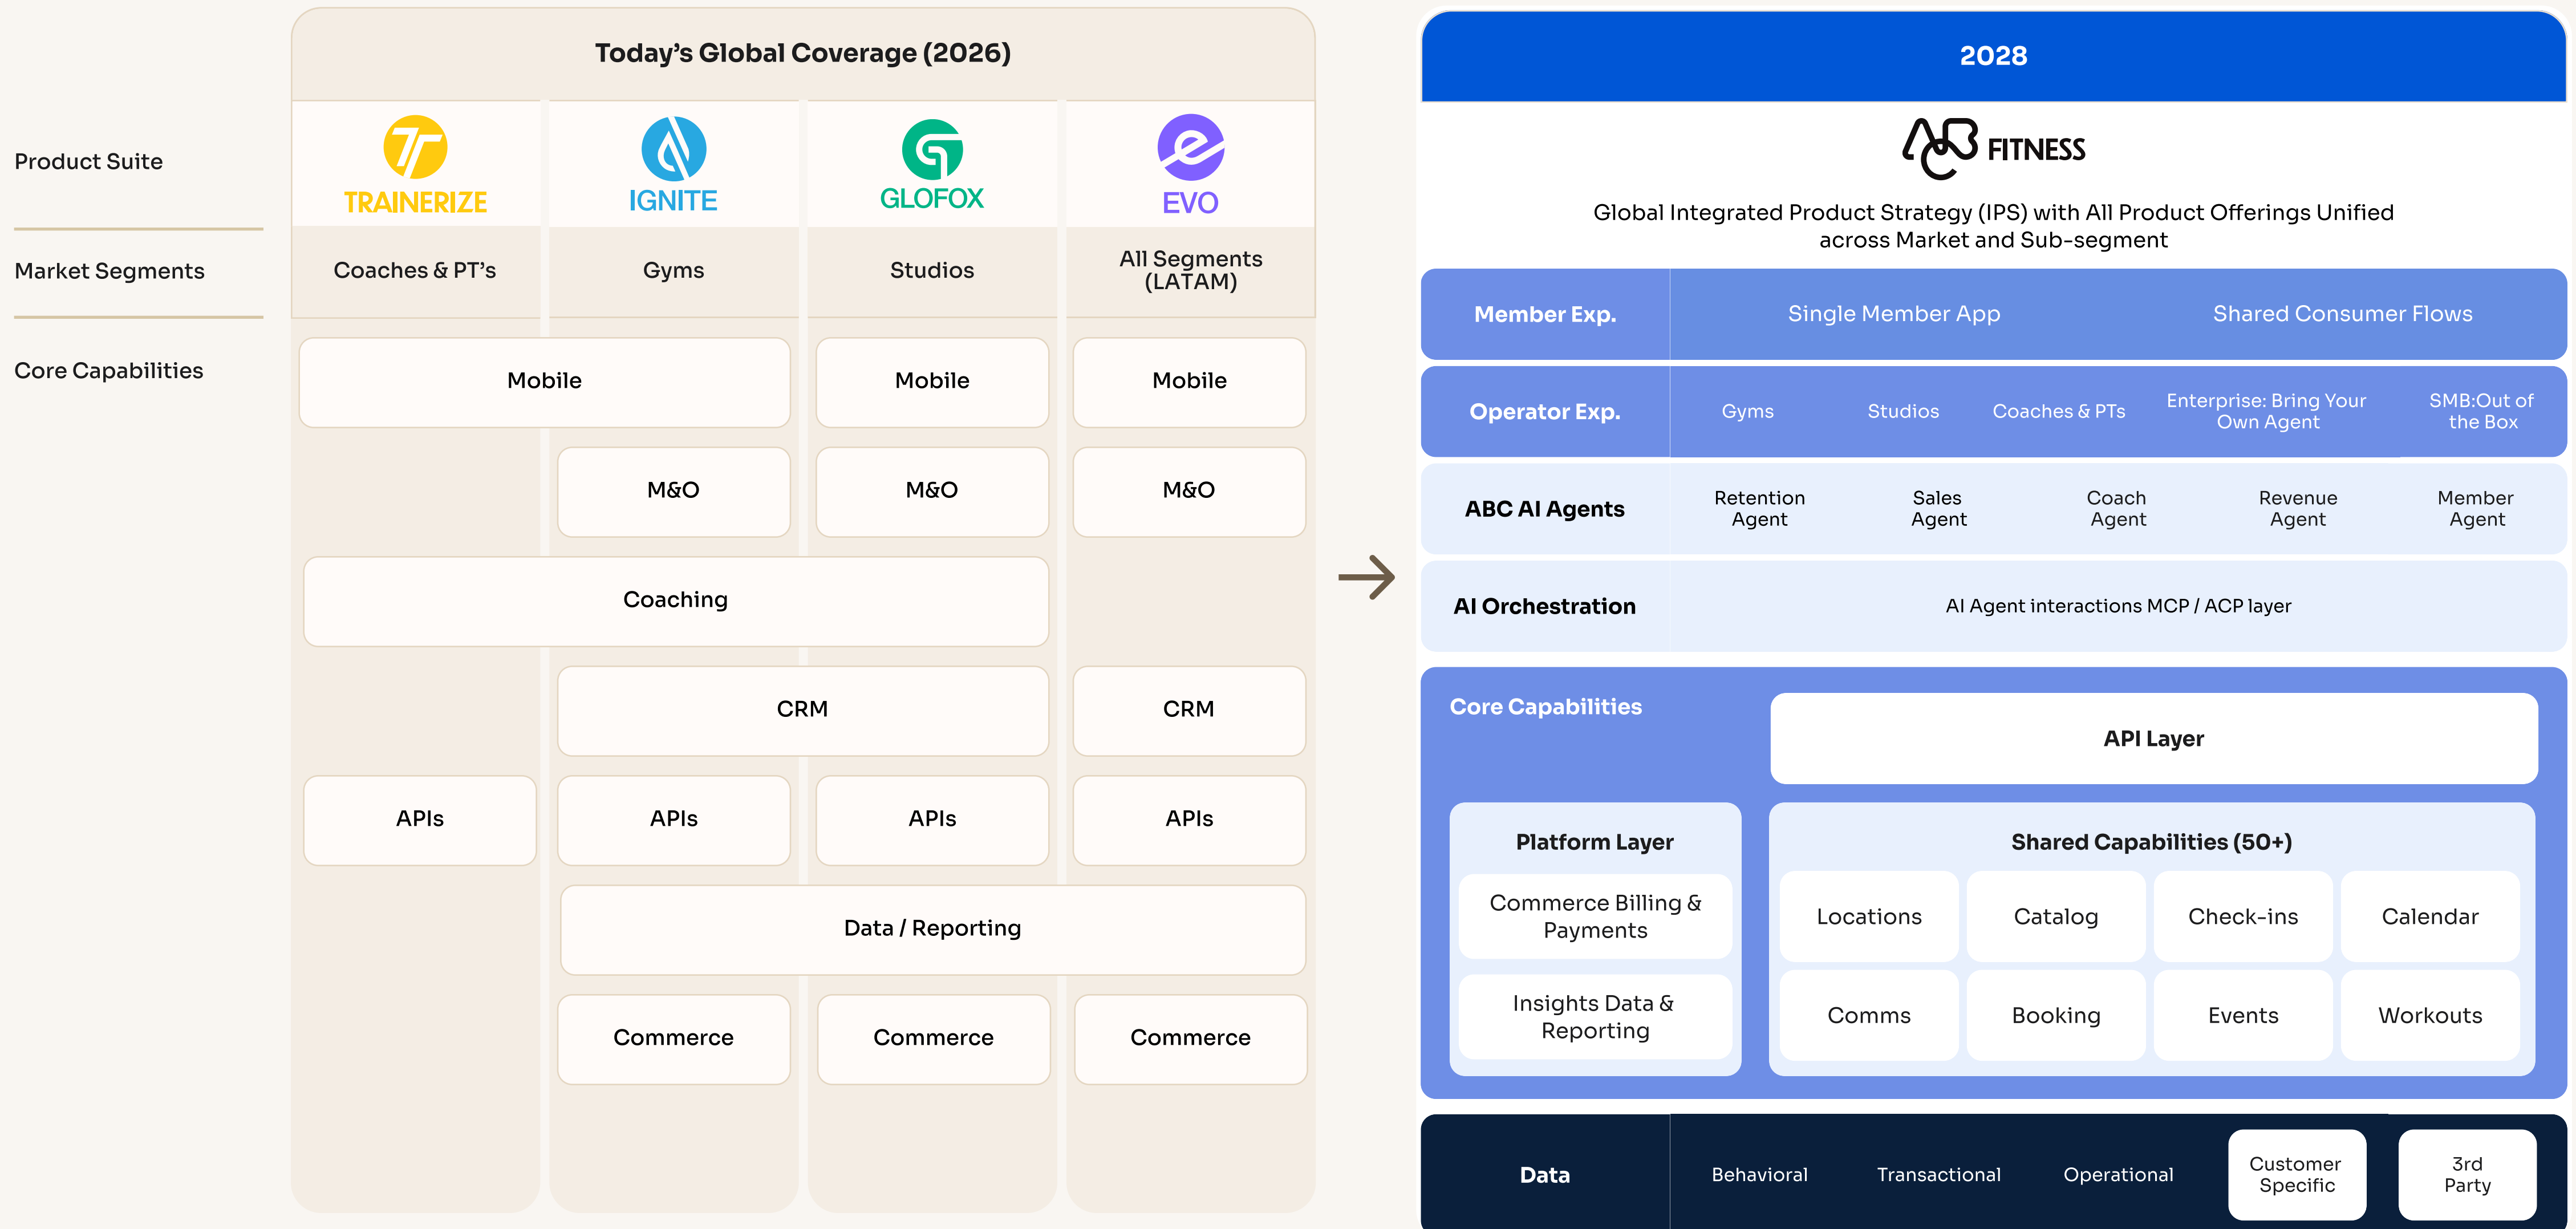 Today's Global Coverage (2026)
Product Suite
TRAINERIZE
IGNITE
GLOFOX
EVO
Market Segments
Coaches & PT's
Gyms
Studios
All Segments
(LATAM)
Core Capabilities
Mobile
Mobile
Mobile
M&O
M&O
M&O
Coaching
CRM
CRM
APIs
APIs
APIs
APIs
Data / Reporting
Commerce
Commerce
Commerce
2028
ABC FITNESS
Global Integrated Product Strategy (IPS) with All Product Offerings Unified
across Market and Sub-segment
Member Exp.
Single Member App
Shared Consumer Flows
Operator Exp.
Gyms
Studios
Coaches & PTs
Enterprise: Bring Your
Own Agent
SMB:Out of
the Box
ABC AI Agents
Retention
Agent
Sales
Agent
Coach
Agent
Revenue
Agent
Member
Agent
AI Orchestration
AI Agent interactions MCP / ACP layer
Core Capabilities
API Layer
Platform Layer
Commerce Billing &
Payments
Insights Data &
Reporting
Shared Capabilities (50+)
Locations
Catalog
Check-ins
Calendar
Comms
Booking
Events
Workouts
Data
Behavioral
Transactional
Operational
Customer
Specific
3rd
Party